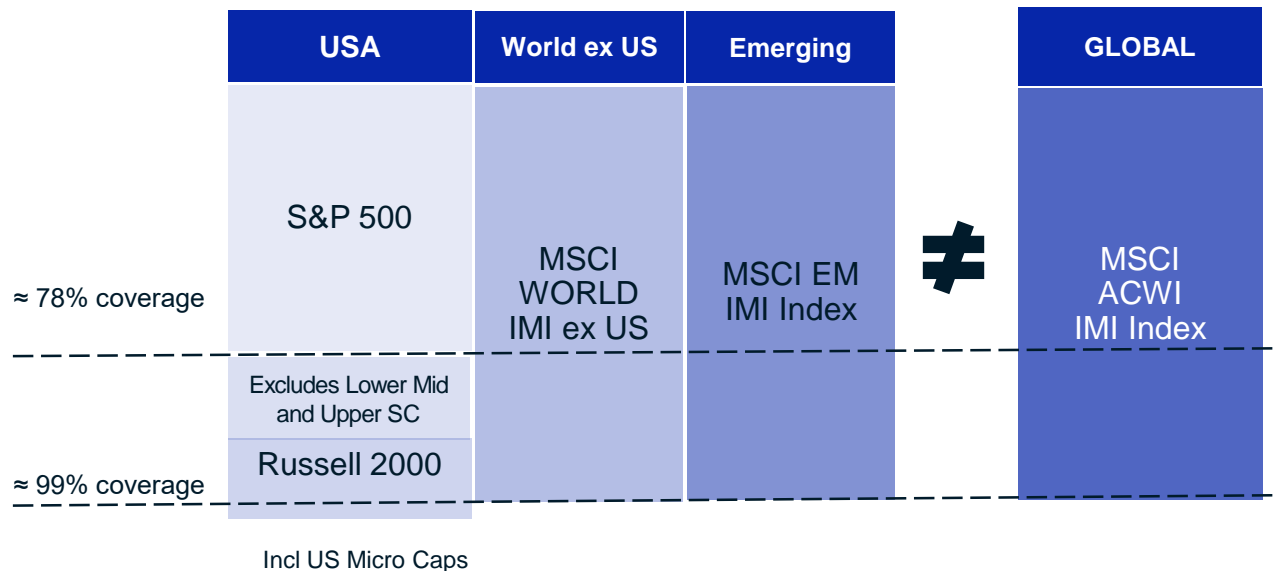 USA
World ex US
Emerging
GLOBAL
S&P 500
MSCI
WORLD
IMI ex US
MSCI EM
IMI Index
≠
MSCI
ACWI
IMI Index
≈ 78% coverage
Excludes Lower Mid
and Upper SC
Russell 2000
≈ 99% coverage
Incl US Micro Caps